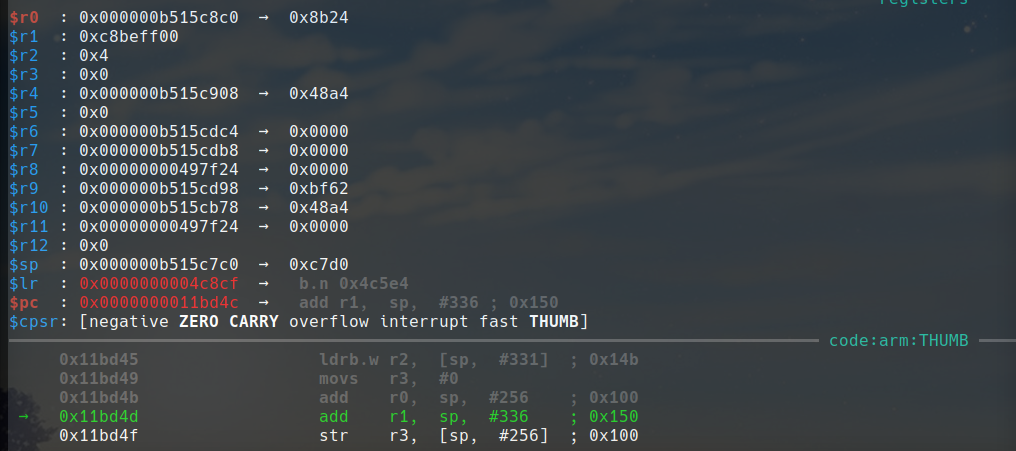 registers
$r0  : 0x000000b515c8c0  →  0x8b24
$r1  : 0xc8beff00
$r2  : 0x4
$r3  : 0x0
$r4  : 0x000000b515c908  →  0x48a4
$r5  : 0x0
$r6  : 0x000000b515cdc4  →  0x0000
$r7  : 0x000000b515cdb8  →  0x0000
$r8  : 0x00000000497f24  →  0x0000
$r9  : 0x000000b515cd98  →  0xbf62
$r10 : 0x000000b515cb78  →  0x48a4
$r11 : 0x00000000497f24  →  0x0000
$r12 : 0x0
$sp  : 0x000000b515c7c0  →  0xc7d0
$lr  : 0x0000000004c8cf  →   b.n 0x4c5e4
$pc  : 0x0000000011bd4c  →   add r1,  sp,  #336 ; 0x150
$cpsr: [negative ZERO CARRY overflow interrupt fast THUMB]
code:arm:THUMB
0x11bd45                  ldrb.w r2,  [sp,  #331]  ; 0x14b
0x11bd49                  movs   r3,  #0
0x11bd4b                  add    r0,  sp,  #256    ; 0x100
→   0x11bd4d                  add    r1,  sp,  #336    ; 0x150
0x11bd4f                  str    r3,  [sp,  #256]  ; 0x100